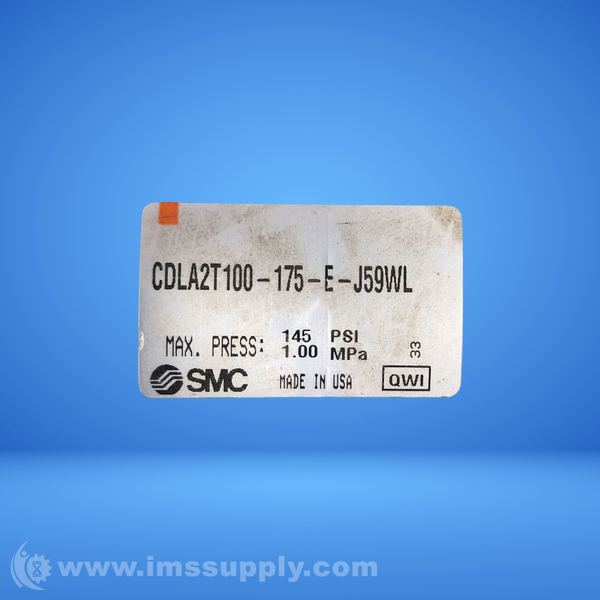 CDLA2T100-175-E-J59WL
MAX. PRESS: 145 PSI
1.00 MPa
33
SMC MADE IN USA QWI
www.imssupply.com